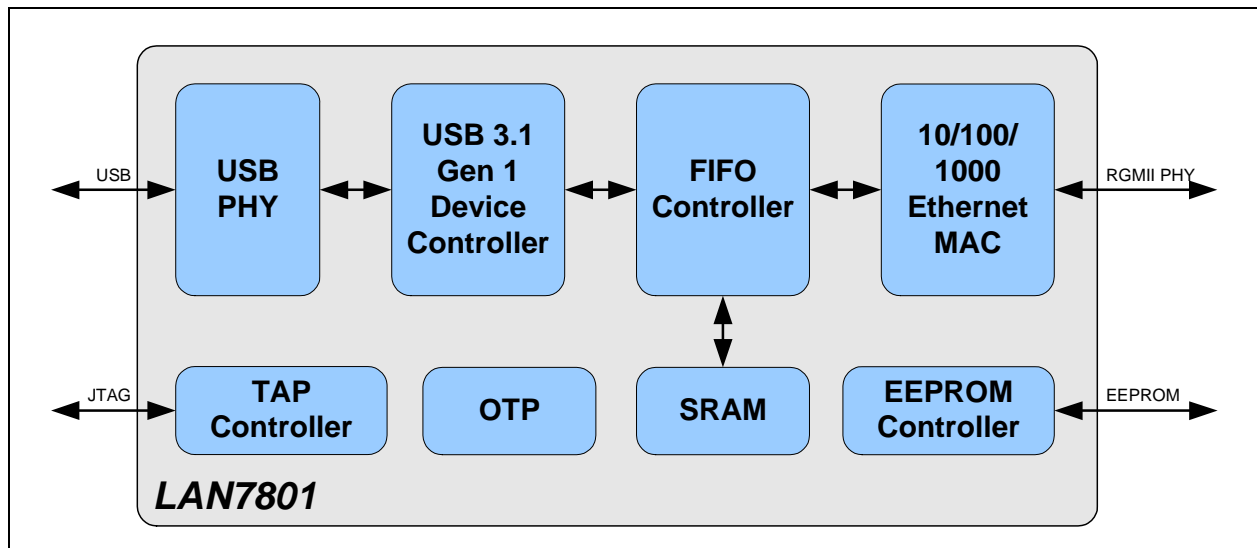 USB
USB
PHY
USB 3.1
Gen 1
Device
Controller
FIFO
Controller
10/100/
1000
Ethernet
MAC
RGMII PHY
JTAG
TAP
Controller
OTP
SRAM
EEPROM
Controller
EEPROM
LAN7801